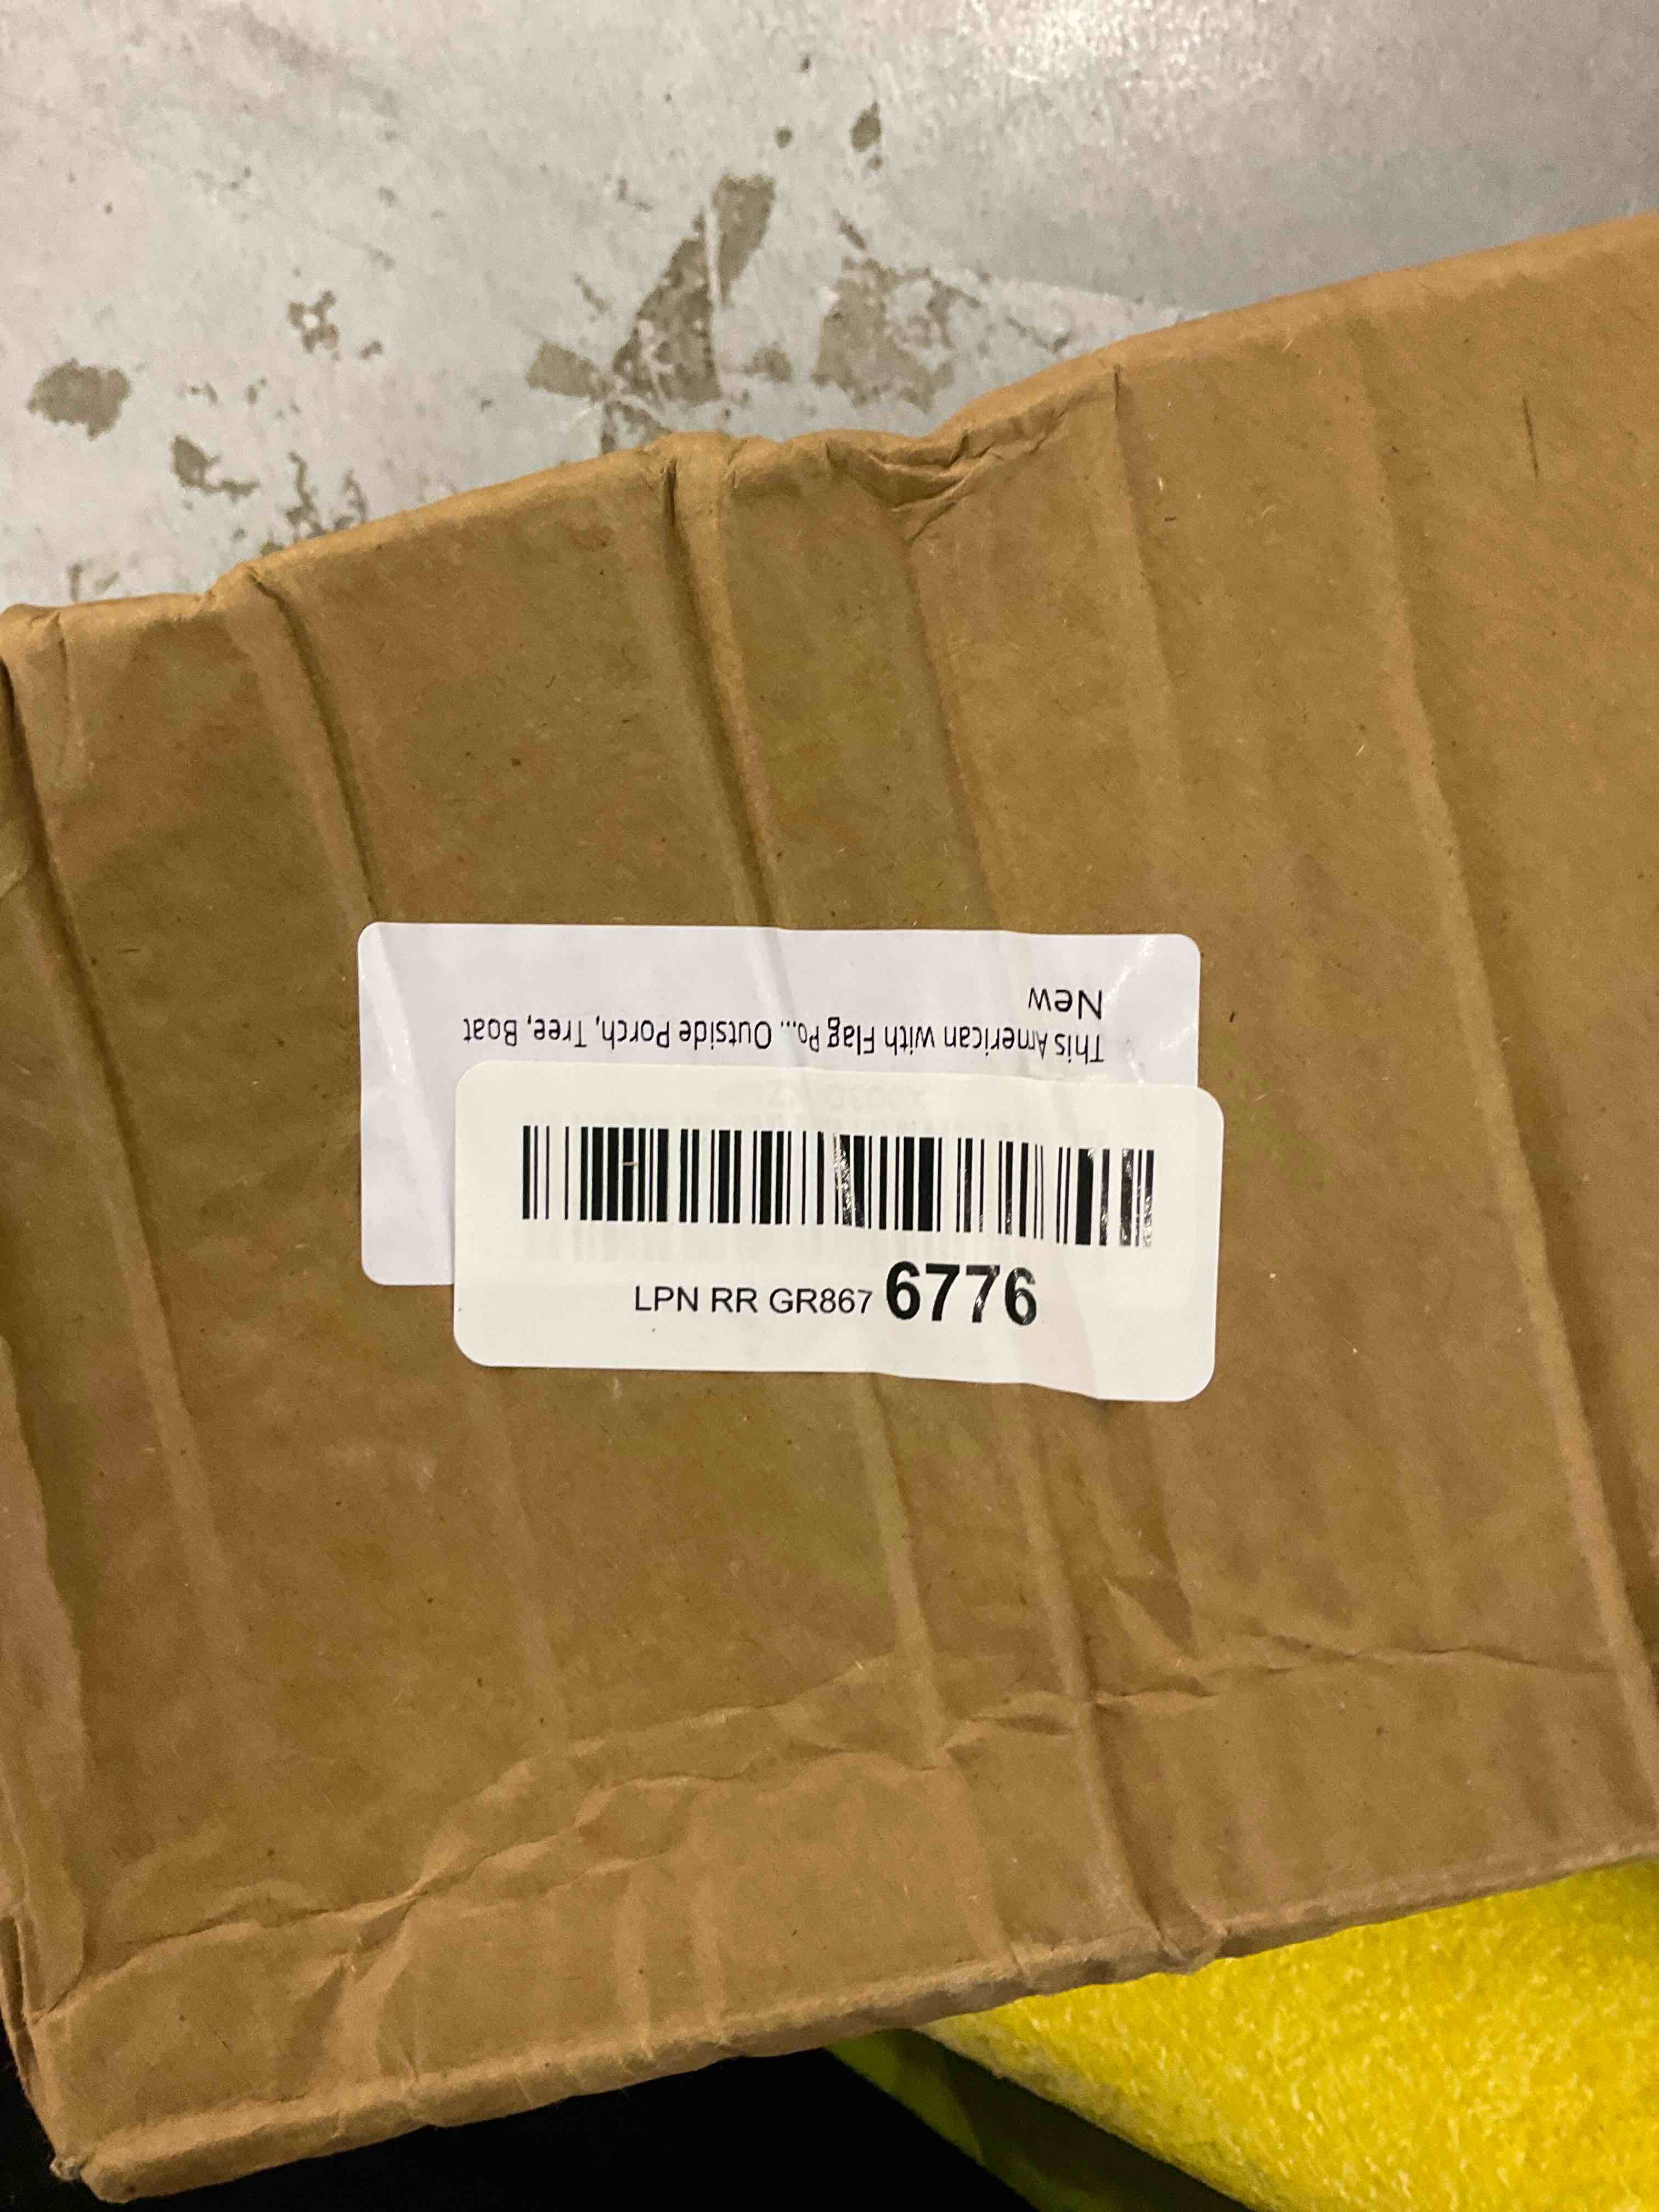 This American with Flag Po... Outside Porch, Tree, Boat
New
LPN RR GR867 6776